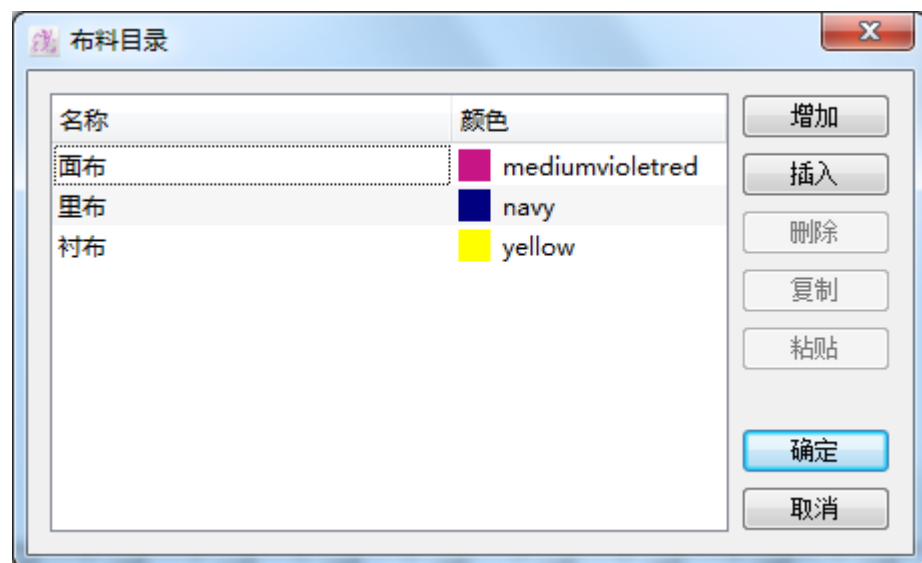 布料目录
名称 颜色 增加
面布 mediumvioletred 插入
里布 navy
衬布 yellow 删除
复制
粘贴
确定
取消